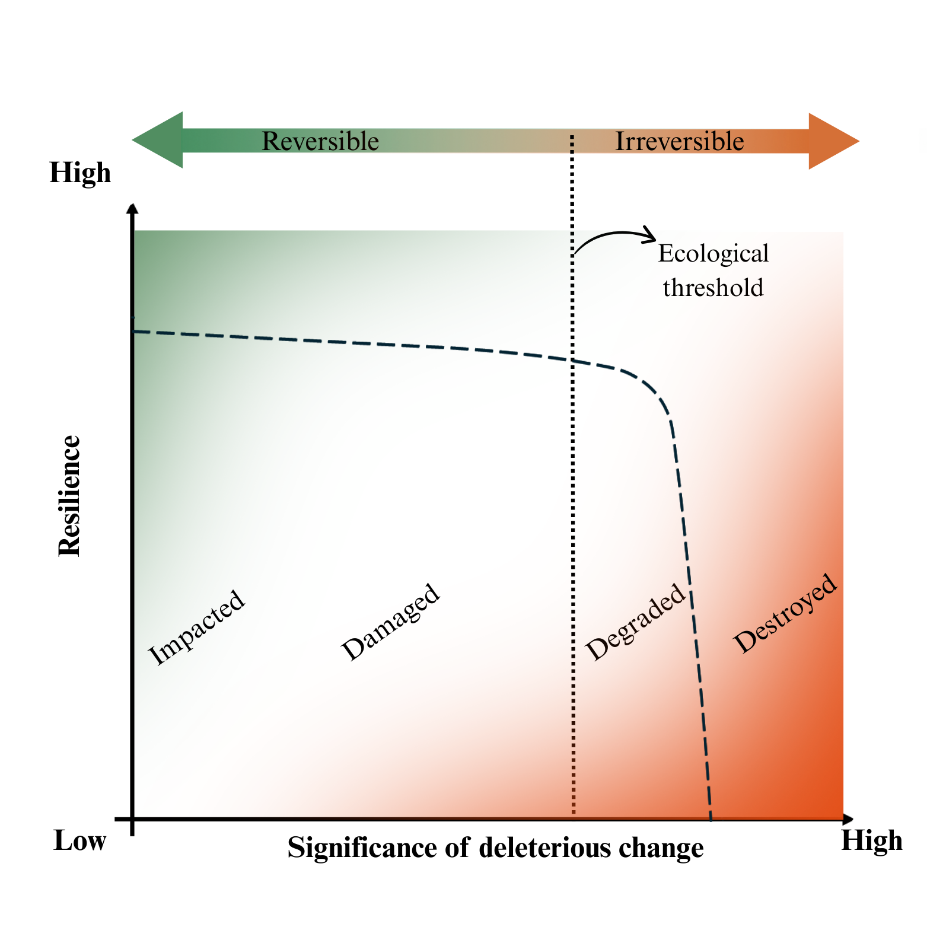 Reversible
Irreversible
High
Ecological
threshold
Resilience
Impacted
Damaged
Degraded
Destroyed
Low
Significance of deleterious change
High